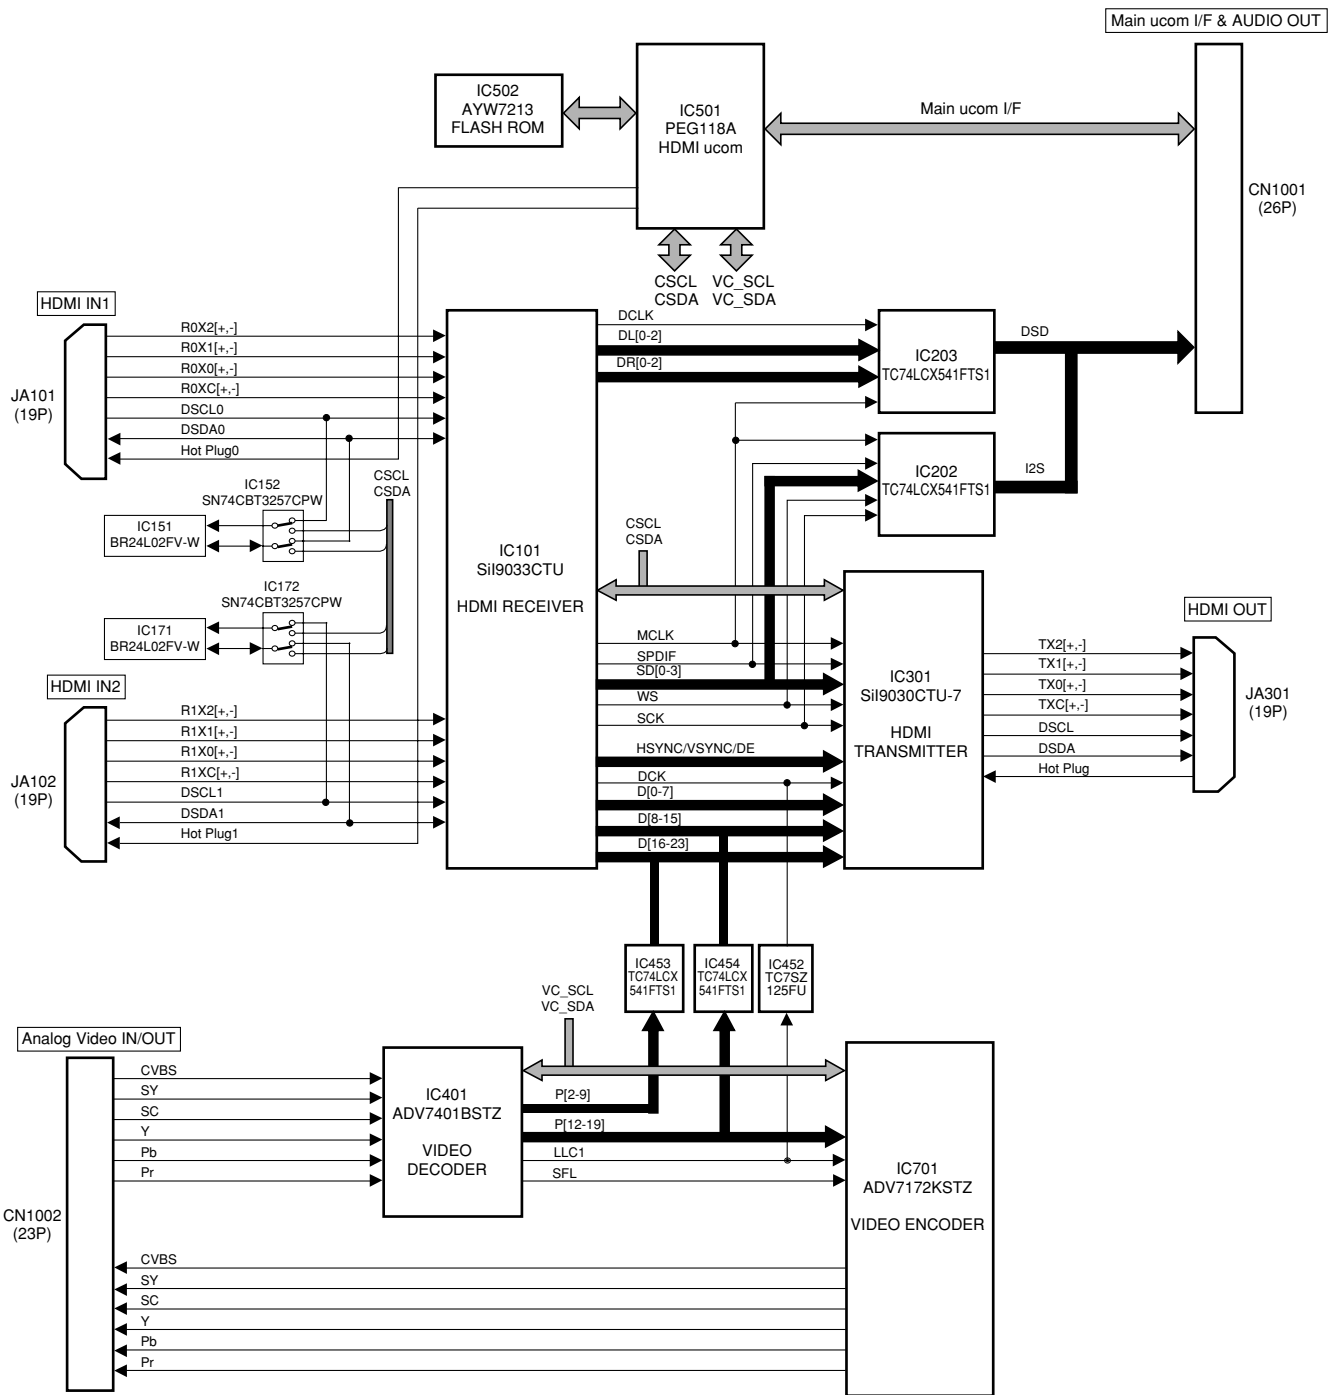 Main ucom I/F & AUDIO OUT
IC502
AYW7213
FLASH ROM
IC501
PEG118A
HDMI ucom
Main ucom I/F
CN1001
(26P)
CSCL
CSDA
VC_SCL
VC_SDA
HDMI IN1
JA101
(19P)
R0X2[+,-]
R0X1[+,-]
R0X0[+,-]
R0XC[+,-]
DSCL0
DSDA0
Hot Plug0
IC152
SN74CBT3257CPW
CSCL
CSDA
IC151
BR24L02FV-W
IC172
SN74CBT3257CPW
IC171
BR24L02FV-W
HDMI IN2
JA102
(19P)
R1X2[+,-]
R1X1[+,-]
R1X0[+,-]
R1XC[+,-]
DSCL1
DSDA1
Hot Plug1
IC101
SiI9033CTU
HDMI RECEIVER
DCLK
DL[0-2]
DR[0-2]
IC203
TC74LCX541FTS1
DSD
IC202
TC74LCX541FTS1
I2S
CSCL
CSDA
MCLK
SPDIF
SD[0-3]
WS
SCK
HSYNC/VSYNC/DE
DCK
D[0-7]
D[8-15]
D[16-23]
IC301
SiI9030CTU-7
HDMI
TRANSMITTER
HDMI OUT
TX2[+,-]
TX1[+,-]
TX0[+,-]
TXC[+,-]
DSCL
DSDA
Hot Plug
JA301
(19P)
IC453
TC74LCX
541FTS1
IC454
TC74LCX
541FTS1
IC452
TC7SZ
125FU
VC_SCL
VC_SDA
Analog Video IN/OUT
CVBS
SY
SC
Y
Pb
Pr
IC401
ADV7401BSTZ
VIDEO
DECODER
P[2-9]
P[12-19]
LLC1
SFL
IC701
ADV7172KSTZ
VIDEO ENCODER
CN1002
(23P)
CVBS
SY
SC
Y
Pb
Pr